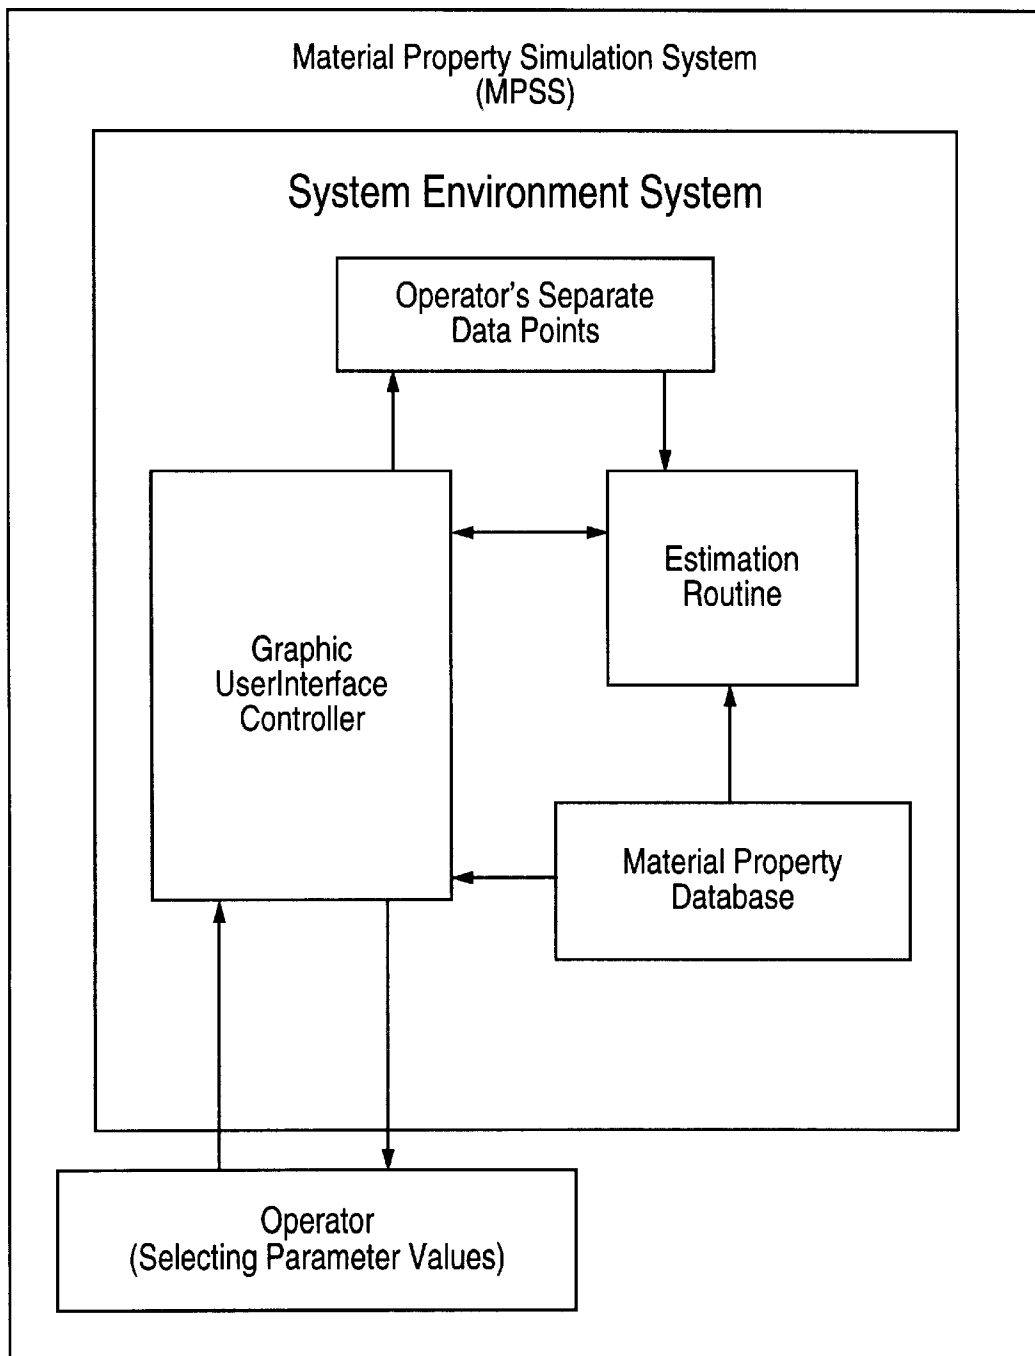 Material Property Simulation System
(MPSS)
System Environment System
Operator's Separate
Data Points
Estimation
Routine
Graphic
UserInterface
Controller
Material Property
Database
Operator
(Selecting Parameter Values)